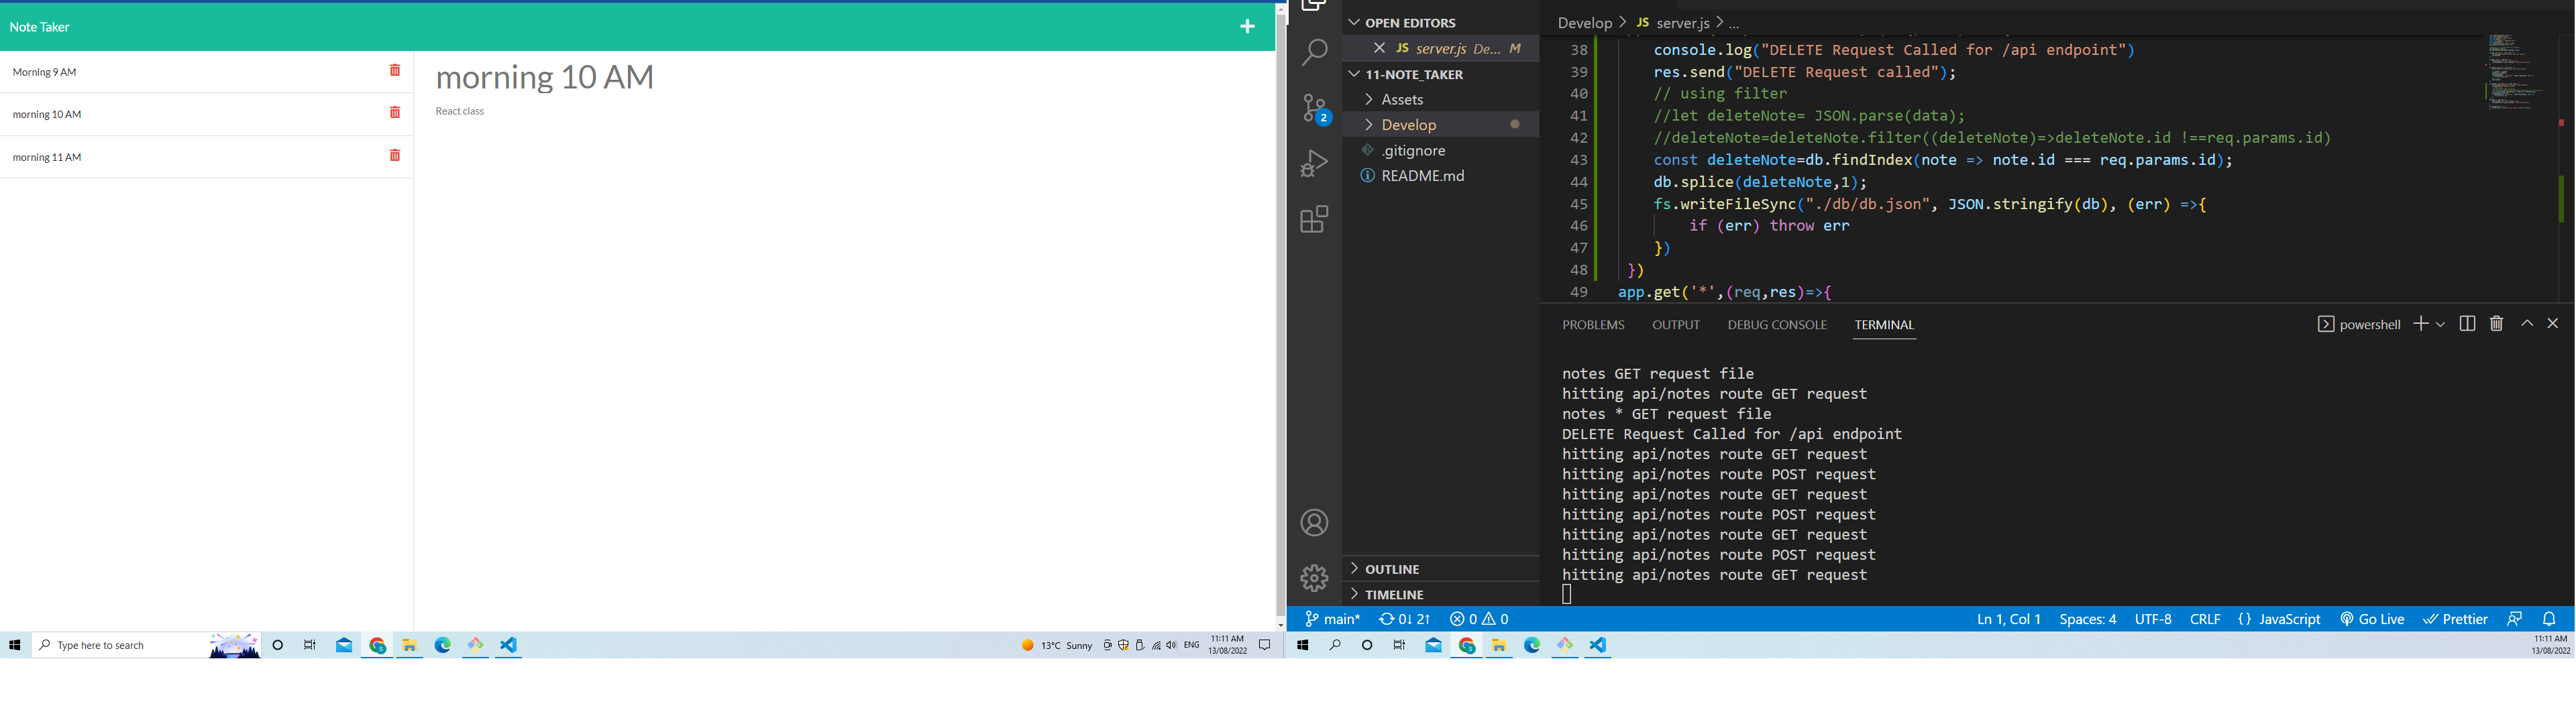 Note Taker
Morning 9 AM
morning 10 AM
morning 11 AM
morning 10 AM
React class
Type here to search
13°C Sunny
ENG
11:11 AM
13/08/2022
OPEN EDITORS
JS server.js De... M
11-NOTE_TAKER
Assets
Develop
.gitignore
README.md
2
OUTLINE
TIMELINE
Develop > JS server.js > ...
38 console.log("DELETE Request Called for /api endpoint")
39 res.send("DELETE Request called");
40 // using filter
41 //let deleteNote= JSON.parse(data);
42 //deleteNote=deleteNote.filter((deleteNote)=>deleteNote.id !==req.params.id)
43 const deleteNote=db.findIndex(note => note.id === req.params.id);
44 db.splice(deleteNote,1);
45 fs.writeFileSync("./db/db.json", JSON.stringify(db), (err) =>{
46 if (err) throw err
47 })
48 })
49 app.get('*',(req,res)=>{
PROBLEMS OUTPUT DEBUG CONSOLE TERMINAL
powershell
notes GET request file
hitting api/notes route GET request
notes * GET request file
DELETE Request Called for /api endpoint
hitting api/notes route GET request
hitting api/notes route POST request
hitting api/notes route GET request
hitting api/notes route POST request
hitting api/notes route GET request
hitting api/notes route POST request
hitting api/notes route GET request
main* 0↓ 2↑ 0 0
Ln 1, Col 1 Spaces: 4 UTF-8 CRLF {} JavaScript Go Live Prettier
11:11 AM
13/08/2022